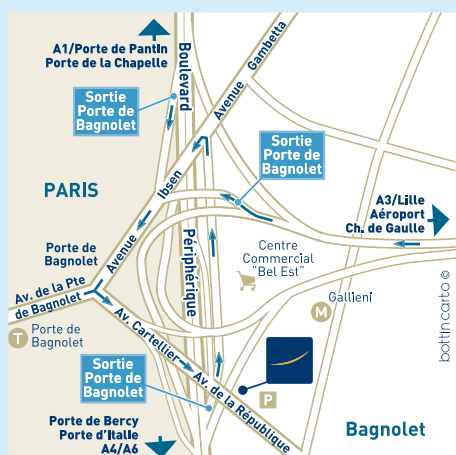 A1/Porte de Pantin
Porte de la Chapelle
Boulevard
Périphérique
Avenue Gambetta
Sortie
Porte de
Bagnolet
Sortie
Porte de
Bagnolet
PARIS
Avenue Ibsen
A3/Lille
Aéroport
Ch. de Gaulle
Porte de
Bagnolet
Centre
Commercial
"Bel Est"
Av. de la Pte
de Bagnolet
Gallieni
M
T
Porte de
Bagnolet
Av. Cartellier
Av. de la République
Sortie
Porte de
Bagnolet
P
Porte de Bercy
Porte d'Italie
A4/A6
Bagnolet
bottin carto ©